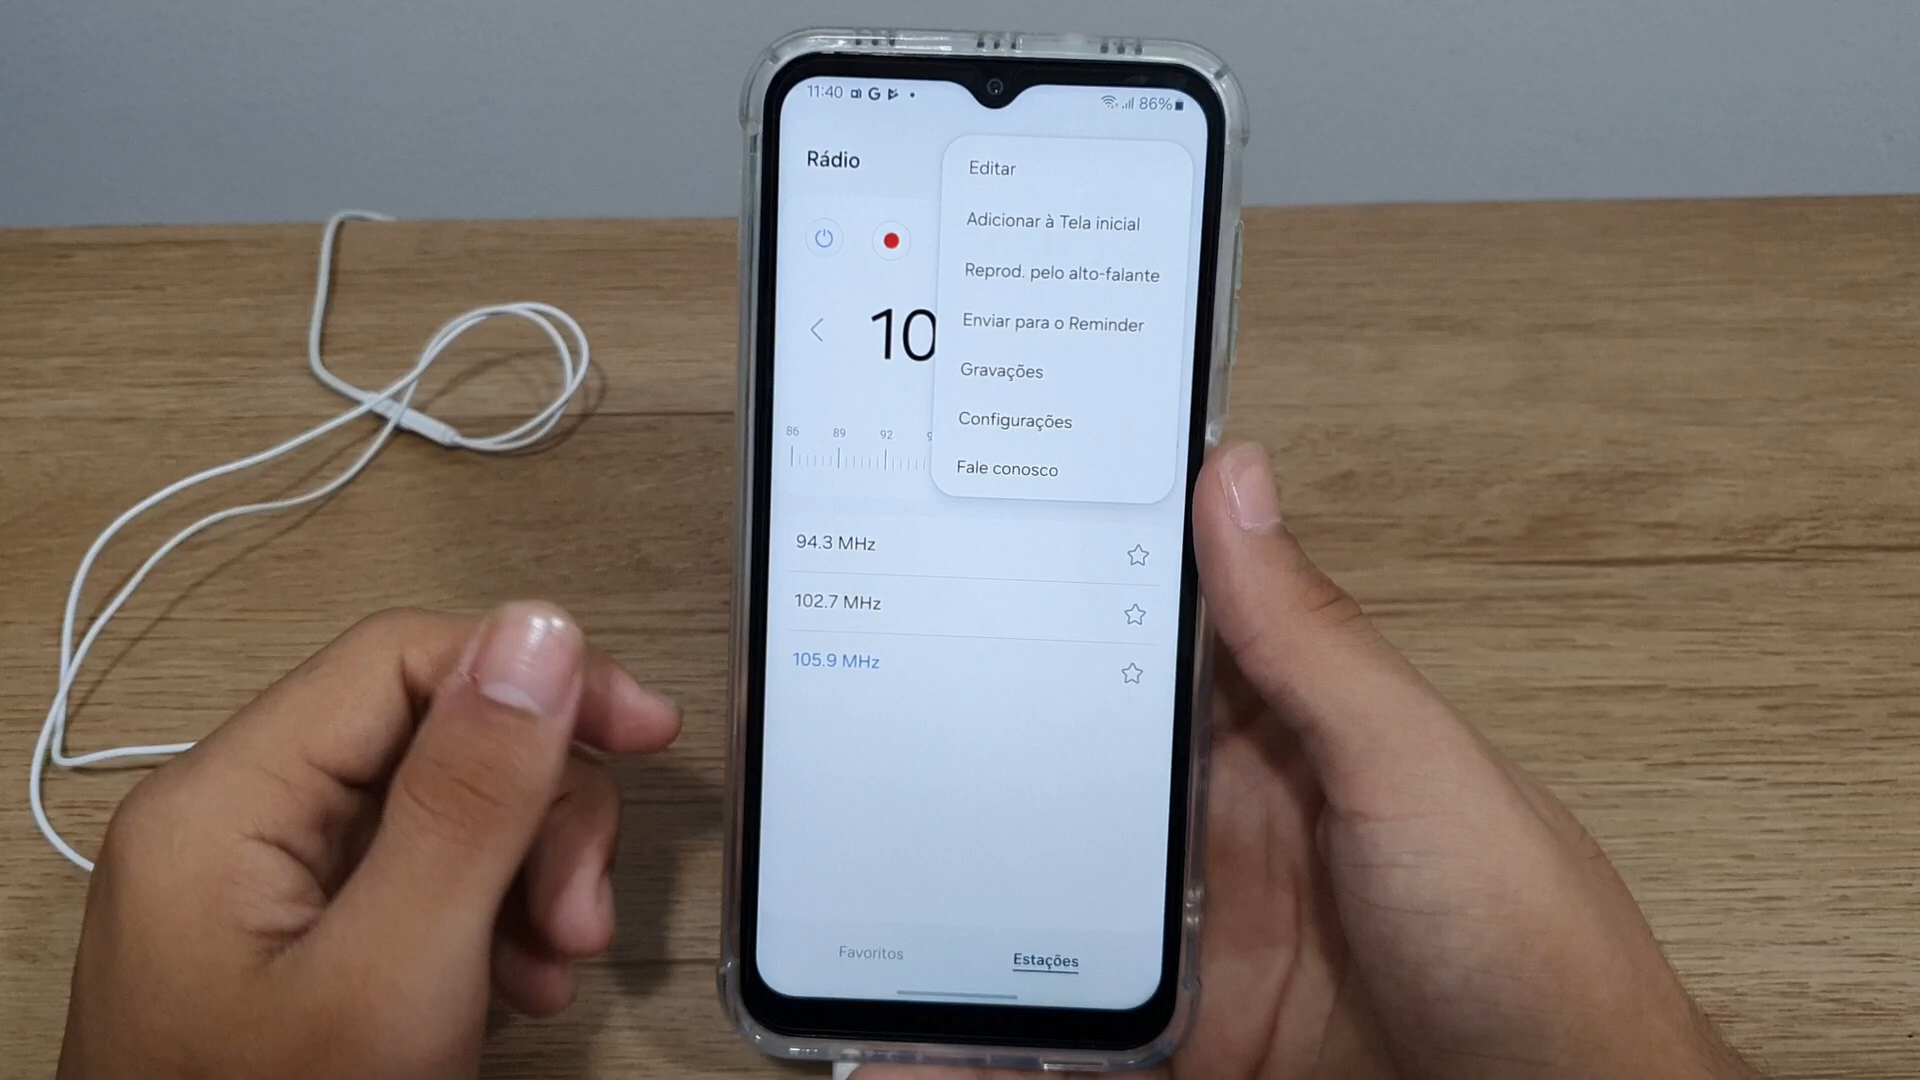 11:40 G 86%
Rádio
Editar
Adicionar à Tela inicial
Reprod. pelo alto-falante
Enviar para o Reminder
Gravações
Configurações
Fale conosco
10
86 89 92 9
94.3 MHz
102.7 MHz
105.9 MHz
Favoritos Estações